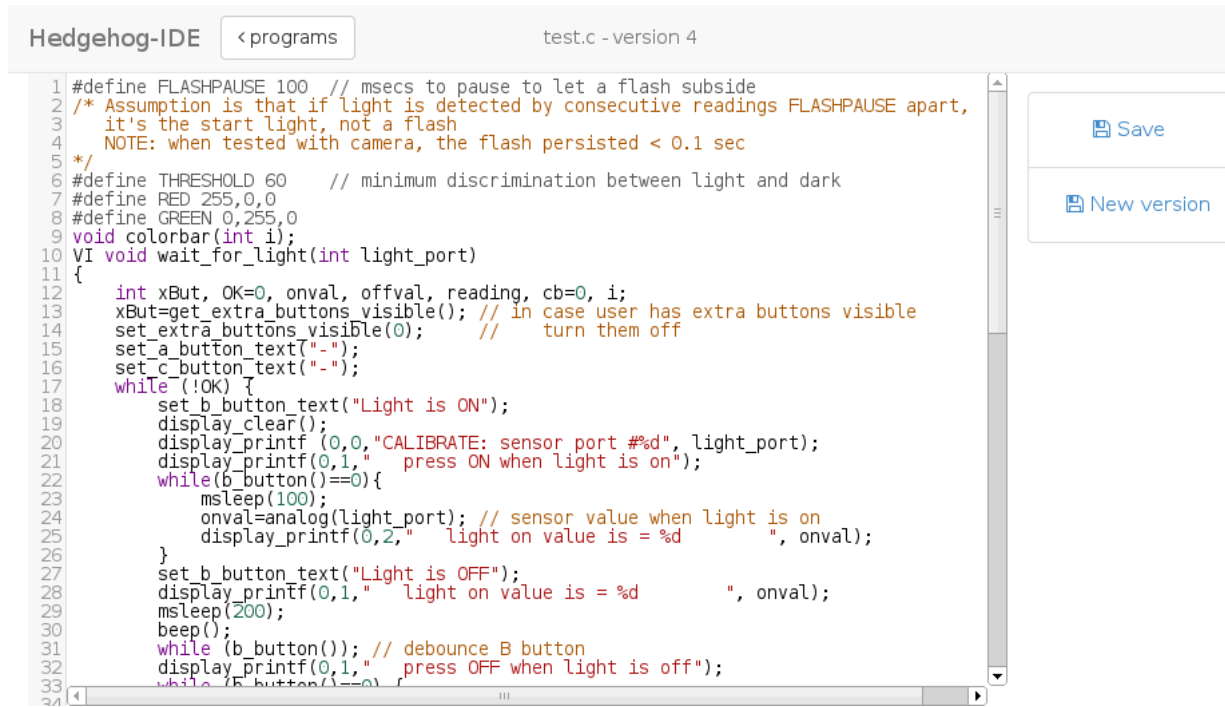 Hedgehog-IDE
‹ programs
test.c - version 4
Save
New version
1 #define FLASHPAUSE 100  // msecs to pause to let a flash subside
2 /* Assumption is that if light is detected by consecutive readings FLASHPAUSE apart,
3    it's the start light, not a flash
4    NOTE: when tested with camera, the flash persisted < 0.1 sec
5 */
6 #define THRESHOLD 60    // minimum discrimination between light and dark
7 #define RED 255,0,0
8 #define GREEN 0,255,0
9 void colorbar(int i);
10 VI void wait_for_light(int light_port)
11 {
12     int xBut, OK=0, onval, offval, reading, cb=0, i;
13     xBut=get_extra_buttons_visible(); // in case user has extra buttons visible
14     set_extra_buttons_visible(0);     //    turn them off
15     set_a_button_text("-");
16     set_c_button_text("-");
17     while (!OK) {
18         set_b_button_text("Light is ON");
19         display_clear();
20         display_printf (0,0,"CALIBRATE: sensor port #%d", light_port);
21         display_printf(0,1,"   press ON when light is on");
22         while(b_button()==0){
23             msleep(100);
24             onval=analog(light_port); // sensor value when light is on
25             display_printf(0,2,"   light on value is = %d        ", onval);
26         }
27         set_b_button_text("Light is OFF");
28         display_printf(0,1,"   light on value is = %d        ", onval);
29         msleep(200);
30         beep();
31         while (b_button()); // debounce B button
32         display_printf(0,1,"   press OFF when light is off");
33         while (b_button()==0) {
34